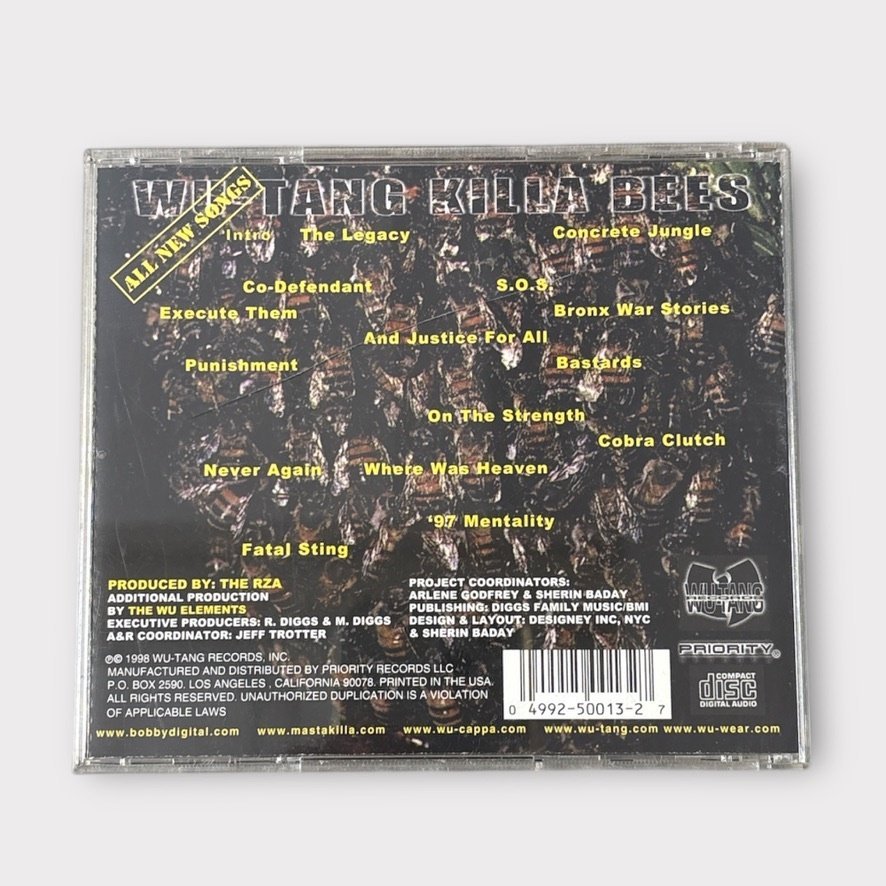 WU-TANG KILLA BEES
ALL NEW SONGS
Intro The Legacy Concrete Jungle
Co-Defendant S.O.S.
Execute Them Bronx War Stories
And Justice For All
Punishment Bastards
On The Strength
Cobra Clutch
Never Again Where Was Heaven
'97 Mentality
Fatal Sting
PRODUCED BY: THE RZA
ADDITIONAL PRODUCTION
BY THE WU ELEMENTS
EXECUTIVE PRODUCERS: R. DIGGS & M. DIGGS
A&R COORDINATOR: JEFF TROTTER
PROJECT COORDINATORS:
ARLENE GODFREY & SHERIN BADAY
PUBLISHING: DIGGS FAMILY MUSIC/BMI
DESIGN & LAYOUT: DESIGNEY INC, NYC
& SHERIN BADAY
WU-TANG
RECORDS
PRIORITY®
℗© 1998 WU-TANG RECORDS, INC.
MANUFACTURED AND DISTRIBUTED BY PRIORITY RECORDS LLC
P.O. BOX 2590. LOS ANGELES , CALIFORNIA 90078. PRINTED IN THE USA.
ALL RIGHTS RESERVED. UNAUTHORIZED DUPLICATION IS A VIOLATION
OF APPLICABLE LAWS
0 4992-50013-2 7
COMPACT
disc
DIGITAL AUDIO
www.bobbydigital.com www.mastakilla.com www.wu-cappa.com www.wu-tang.com www.wu-wear.com